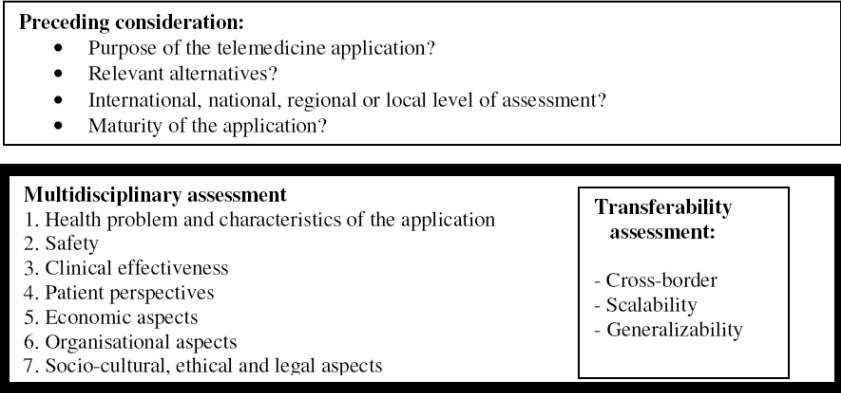 Preceding consideration:
• Purpose of the telemedicine application?
• Relevant alternatives?
• International, national, regional or local level of assessment?
• Maturity of the application?
Multidisciplinary assessment
1. Health problem and characteristics of the application
2. Safety
3. Clinical effectiveness
4. Patient perspectives
5. Economic aspects
6. Organisational aspects
7. Socio-cultural, ethical and legal aspects
Transferability
assessment:
- Cross-border
- Scalability
- Generalizability